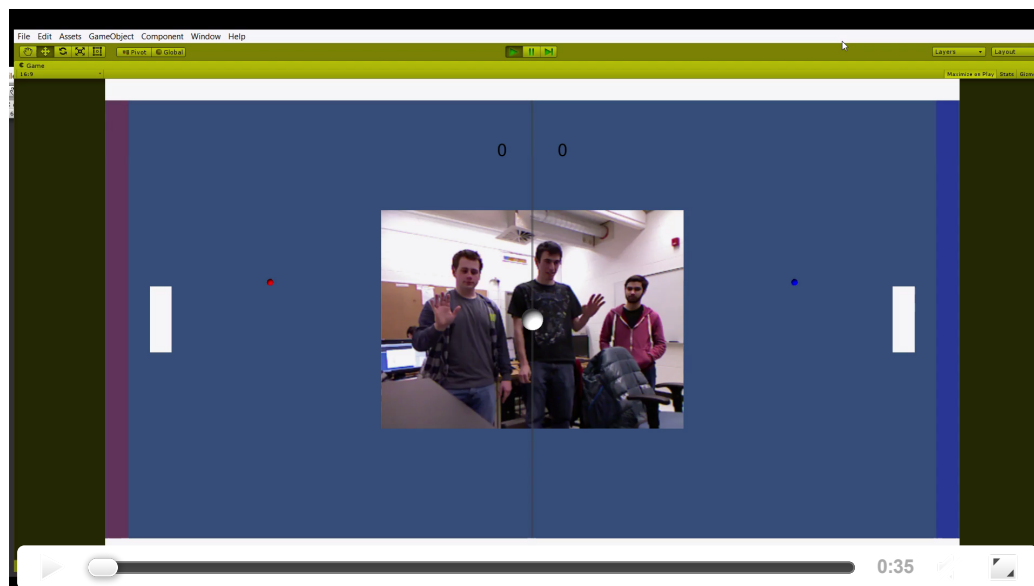 File Edit Assets GameObject Component Window Help
Pivot Global Layers Layout
Game
16:9 Maximize on Play Stats
0 0
0:35